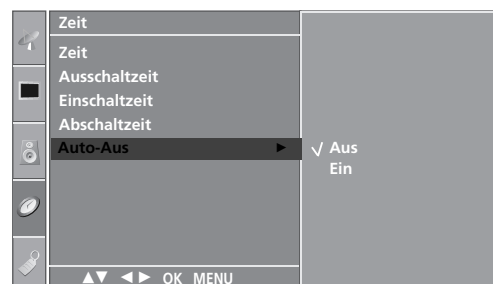 Zeit
Zeit
Ausschaltzeit
Einschaltzeit
Abschaltzeit
Auto-Aus ► √ Aus
Ein
▲▼ ◄► OK MENU